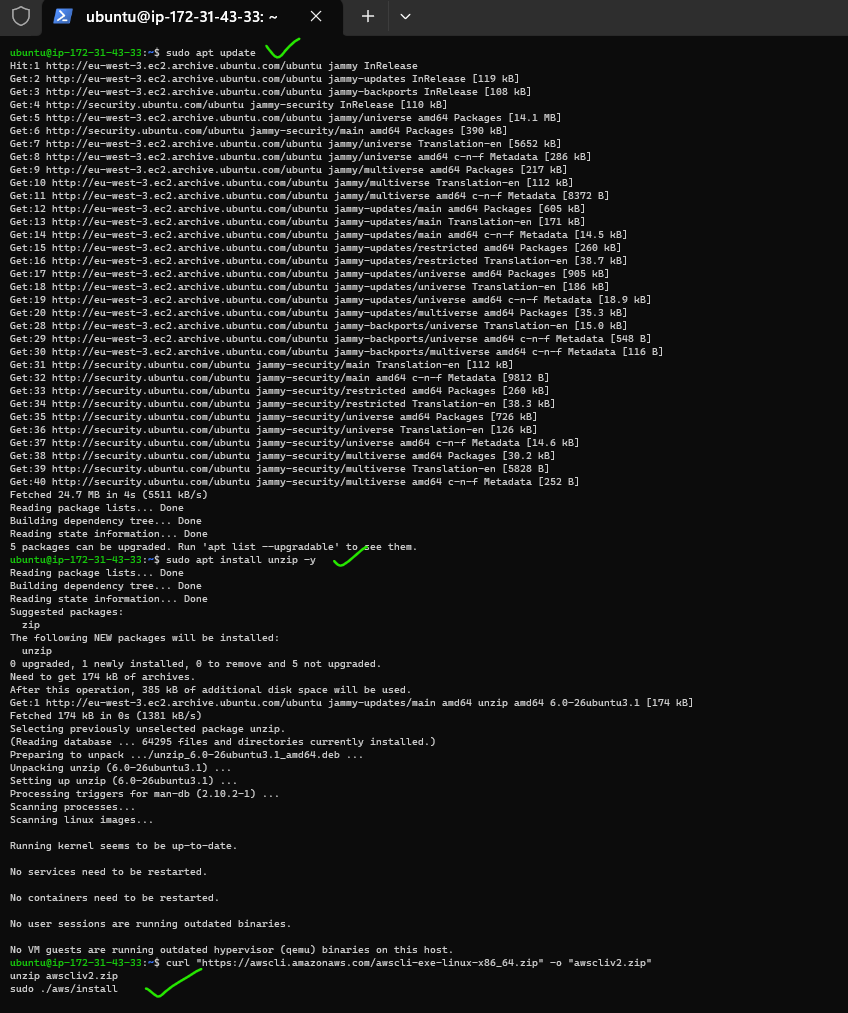 ubuntu@ip-172-31-43-33: ~
ubuntu@ip-172-31-43-33:~$ sudo apt update
Hit:1 http://eu-west-3.ec2.archive.ubuntu.com/ubuntu jammy InRelease
Get:2 http://eu-west-3.ec2.archive.ubuntu.com/ubuntu jammy-updates InRelease [119 kB]
Get:3 http://eu-west-3.ec2.archive.ubuntu.com/ubuntu jammy-backports InRelease [108 kB]
Get:4 http://security.ubuntu.com/ubuntu jammy-security InRelease [110 kB]
Get:5 http://eu-west-3.ec2.archive.ubuntu.com/ubuntu jammy/universe amd64 Packages [14.1 MB]
Get:6 http://security.ubuntu.com/ubuntu jammy-security/main amd64 Packages [390 kB]
Get:7 http://eu-west-3.ec2.archive.ubuntu.com/ubuntu jammy/universe Translation-en [5652 kB]
Get:8 http://eu-west-3.ec2.archive.ubuntu.com/ubuntu jammy/universe amd64 c-n-f Metadata [286 kB]
Get:9 http://eu-west-3.ec2.archive.ubuntu.com/ubuntu jammy/multiverse amd64 Packages [217 kB]
Get:10 http://eu-west-3.ec2.archive.ubuntu.com/ubuntu jammy/multiverse Translation-en [112 kB]
Get:11 http://eu-west-3.ec2.archive.ubuntu.com/ubuntu jammy/multiverse amd64 c-n-f Metadata [8372 B]
Get:12 http://eu-west-3.ec2.archive.ubuntu.com/ubuntu jammy-updates/main amd64 Packages [605 kB]
Get:13 http://eu-west-3.ec2.archive.ubuntu.com/ubuntu jammy-updates/main Translation-en [171 kB]
Get:14 http://eu-west-3.ec2.archive.ubuntu.com/ubuntu jammy-updates/main amd64 c-n-f Metadata [14.5 kB]
Get:15 http://eu-west-3.ec2.archive.ubuntu.com/ubuntu jammy-updates/restricted amd64 Packages [260 kB]
Get:16 http://eu-west-3.ec2.archive.ubuntu.com/ubuntu jammy-updates/restricted Translation-en [38.7 kB]
Get:17 http://eu-west-3.ec2.archive.ubuntu.com/ubuntu jammy-updates/universe amd64 Packages [905 kB]
Get:18 http://eu-west-3.ec2.archive.ubuntu.com/ubuntu jammy-updates/universe Translation-en [186 kB]
Get:19 http://eu-west-3.ec2.archive.ubuntu.com/ubuntu jammy-updates/universe amd64 c-n-f Metadata [18.9 kB]
Get:20 http://eu-west-3.ec2.archive.ubuntu.com/ubuntu jammy-updates/multiverse amd64 Packages [35.3 kB]
Get:28 http://eu-west-3.ec2.archive.ubuntu.com/ubuntu jammy-backports/universe Translation-en [15.0 kB]
Get:29 http://eu-west-3.ec2.archive.ubuntu.com/ubuntu jammy-backports/universe amd64 c-n-f Metadata [548 B]
Get:30 http://eu-west-3.ec2.archive.ubuntu.com/ubuntu jammy-backports/multiverse amd64 c-n-f Metadata [116 B]
Get:31 http://security.ubuntu.com/ubuntu jammy-security/main Translation-en [112 kB]
Get:32 http://security.ubuntu.com/ubuntu jammy-security/main amd64 c-n-f Metadata [9812 B]
Get:33 http://security.ubuntu.com/ubuntu jammy-security/restricted amd64 Packages [260 kB]
Get:34 http://security.ubuntu.com/ubuntu jammy-security/restricted Translation-en [38.3 kB]
Get:35 http://security.ubuntu.com/ubuntu jammy-security/universe amd64 Packages [726 kB]
Get:36 http://security.ubuntu.com/ubuntu jammy-security/universe Translation-en [126 kB]
Get:37 http://security.ubuntu.com/ubuntu jammy-security/universe amd64 c-n-f Metadata [14.6 kB]
Get:38 http://security.ubuntu.com/ubuntu jammy-security/multiverse amd64 Packages [30.2 kB]
Get:39 http://security.ubuntu.com/ubuntu jammy-security/multiverse Translation-en [5828 B]
Get:40 http://security.ubuntu.com/ubuntu jammy-security/multiverse amd64 c-n-f Metadata [252 B]
Fetched 24.7 MB in 4s (5511 kB/s)
Reading package lists... Done
Building dependency tree... Done
Reading state information... Done
5 packages can be upgraded. Run 'apt list --upgradable' to see them.
ubuntu@ip-172-31-43-33:~$ sudo apt install unzip -y
Reading package lists... Done
Building dependency tree... Done
Reading state information... Done
Suggested packages:
  zip
The following NEW packages will be installed:
  unzip
0 upgraded, 1 newly installed, 0 to remove and 5 not upgraded.
Need to get 174 kB of archives.
After this operation, 385 kB of additional disk space will be used.
Get:1 http://eu-west-3.ec2.archive.ubuntu.com/ubuntu jammy-updates/main amd64 unzip amd64 6.0-26ubuntu3.1 [174 kB]
Fetched 174 kB in 0s (1381 kB/s)
Selecting previously unselected package unzip.
(Reading database ... 64295 files and directories currently installed.)
Preparing to unpack .../unzip_6.0-26ubuntu3.1_amd64.deb ...
Unpacking unzip (6.0-26ubuntu3.1) ...
Setting up unzip (6.0-26ubuntu3.1) ...
Processing triggers for man-db (2.10.2-1) ...
Scanning processes...
Scanning linux images...
Running kernel seems to be up-to-date.
No services need to be restarted.
No containers need to be restarted.
No user sessions are running outdated binaries.
No VM guests are running outdated hypervisor (qemu) binaries on this host.
ubuntu@ip-172-31-43-33:~$ curl "https://awscli.amazonaws.com/awscli-exe-linux-x86_64.zip" -o "awscliv2.zip"
unzip awscliv2.zip
sudo ./aws/install